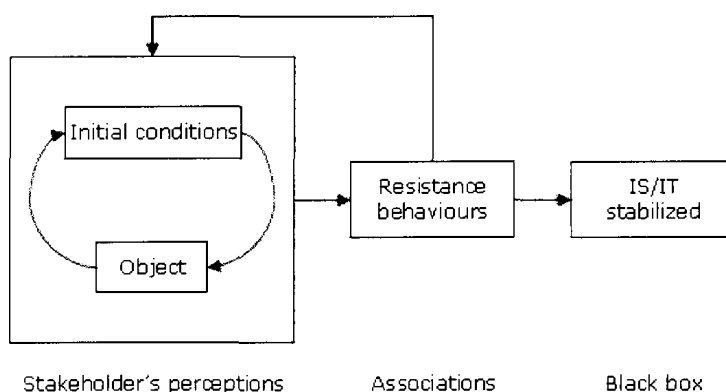 Initial conditions
Object
Resistance
behaviours
IS/IT
stabilized
Stakeholder's perceptions
Associations
Black box